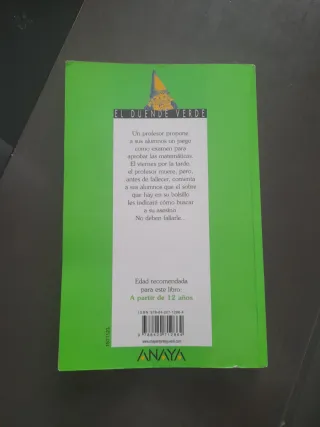 EL DUENDE VERDE
Un profesor propone
a sus alumnos un juego
como examen para
aprobar las matemáticas.
El viernes por la tarde
el profesor muere, pero,
antes de fallecer, comenta
a sus alumnos que el sobre
que hay en su bolsillo
les indicará cómo buscar
a su asesino.
No deben fallarle...
Edad recomendada
para este libro:
A partir de 12 años
ANAYA